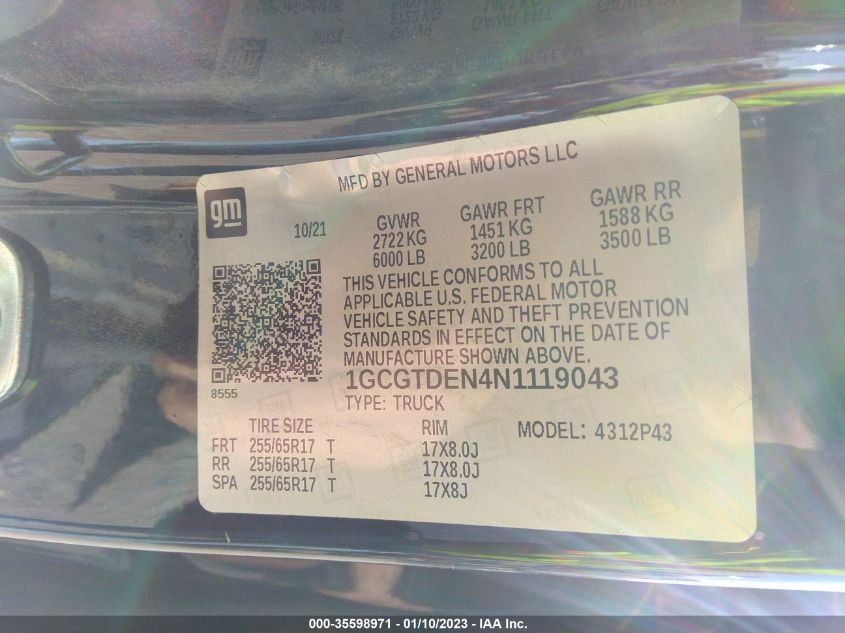 MFD BY GENERAL MOTORS LLC
gm
10/21
GVWR GAWR FRT GAWR RR
2722 KG 1451 KG 1588 KG
6000 LB 3200 LB 3500 LB
THIS VEHICLE CONFORMS TO ALL
APPLICABLE U.S. FEDERAL MOTOR
VEHICLE SAFETY AND THEFT PREVENTION
STANDARDS IN EFFECT ON THE DATE OF
MANUFACTURE SHOWN ABOVE.
8555
1GCGTDEN4N1119043
TYPE: TRUCK
TIRE SIZE RIM MODEL: 4312P43
FRT 255/65R17 T 17X8.0J
RR 255/65R17 T 17X8.0J
SPA 255/65R17 T 17X8J
000-35598971 — 01/10/2023 — IAA Inc.